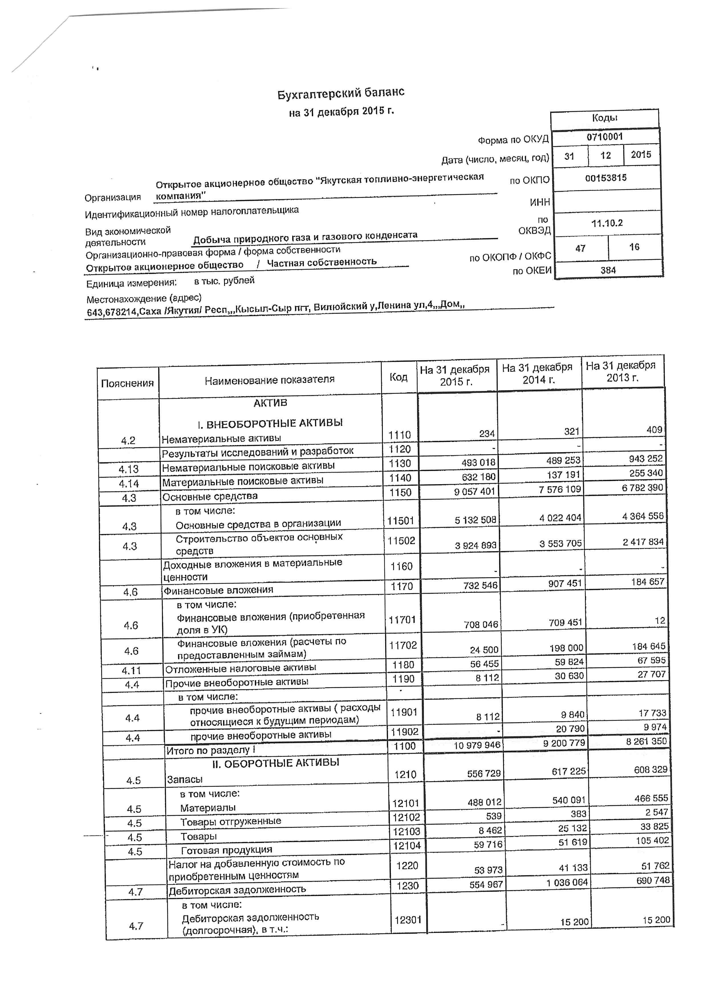 Бухгалтерский баланс
на 31 декабря 2015 г.
Коды
Форма по ОКУД 0710001
Дата (число, месяц, год) 31 12 2015
Открытое акционерное общество "Якутская топливно-энергетическая
Организация компания" по ОКПО 00153815
Идентификационный номер налогоплательщика ИНН
Вид экономической
деятельности Добыча природного газа и газового конденсата по ОКВЭД 11.10.2
Организационно-правовая форма / форма собственности
Открытое акционерное общество / Частная собственность по ОКОПФ / ОКФС 47 16
Единица измерения: в тыс. рублей по ОКЕИ 384
Местонахождение (адрес)
643,678214,Саха /Якутия/ Респ,,,Кысыл-Сыр пгт, Вилюйский у,Ленина ул,4,,,Дом,,
Пояснения Наименование показателя Код На 31 декабря 2015 г. На 31 декабря 2014 г. На 31 декабря 2013 г.
АКТИВ
I. ВНЕОБОРОТНЫЕ АКТИВЫ
4.2 Нематериальные активы 1110 234 321 409
Результаты исследований и разработок 1120 - - -
4.13 Нематериальные поисковые активы 1130 493 018 489 253 943 252
4.14 Материальные поисковые активы 1140 632 180 137 191 255 340
4.3 Основные средства 1150 9 057 401 7 576 109 6 782 390
в том числе:
4.3 Основные средства в организации 11501 5 132 508 4 022 404 4 364 556
Строительство объектов основных
4.3 средств 11502 3 924 893 3 553 705 2 417 834
Доходные вложения в материальные
ценности 1160 - - -
4.6 Финансовые вложения 1170 732 546 907 451 184 657
в том числе:
Финансовые вложения (приобретенная
4.6 доля в УК) 11701 708 046 709 451 12
Финансовые вложения (расчеты по
4.6 предоставленным займам) 11702 24 500 198 000 184 645
4.11 Отложенные налоговые активы 1180 56 455 59 824 67 595
4.4 Прочие внеоборотные активы 1190 8 112 30 630 27 707
в том числе:
прочие внеоборотные активы ( расходы
4.4 относящиеся к будущим периодам) 11901 8 112 9 840 17 733
4.4 прочие внеоборотные активы 11902 - 20 790 9 974
Итого по разделу I 1100 10 979 946 9 200 779 8 261 350
II. ОБОРОТНЫЕ АКТИВЫ
4.5 Запасы 1210 556 729 617 225 608 329
в том числе:
4.5 Материалы 12101 488 012 540 091 466 555
4.5 Товары отгруженные 12102 539 383 2 547
4.5 Товары 12103 8 462 25 132 33 825
4.5 Готовая продукция 12104 59 716 51 619 105 402
Налог на добавленную стоимость по
приобретенным ценностям 1220 53 973 41 133 51 762
4.7 Дебиторская задолженность 1230 554 967 1 036 064 690 748
в том числе:
Дебиторская задолженность
4.7 (долгосрочная), в т.ч.: 12301 - 15 200 15 200